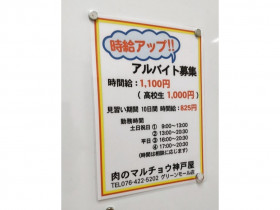 時給アップ!!
アルバイト募集
時間給：1,100円
（高校生 1,000円）
見習い期間 10日間 時間給：825円
勤務時間
土日祝日 ① 9:00～13:00
② 13:00～20:30
平日 ③ 16:00～20:30
④ 17:00～20:30
(時間は相談に応じます)
肉のマルチョウ神戸屋
TEL076-422-5202 グリーンモール店